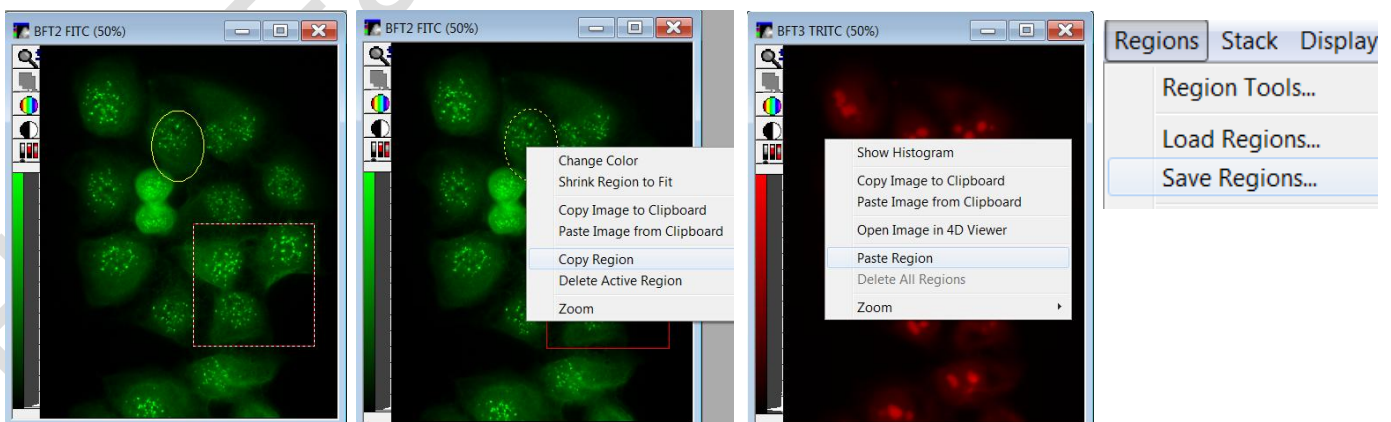 BFT2 FITC (50%)
BFT2 FITC (50%)
Change Color
Shrink Region to Fit
Copy Image to Clipboard
Paste Image from Clipboard
Copy Region
Delete Active Region
Zoom
BFT3 TRITC (50%)
Show Histogram
Copy Image to Clipboard
Paste Image from Clipboard
Open Image in 4D Viewer
Paste Region
Delete All Regions
Zoom
Regions Stack Display
Region Tools...
Load Regions...
Save Regions...